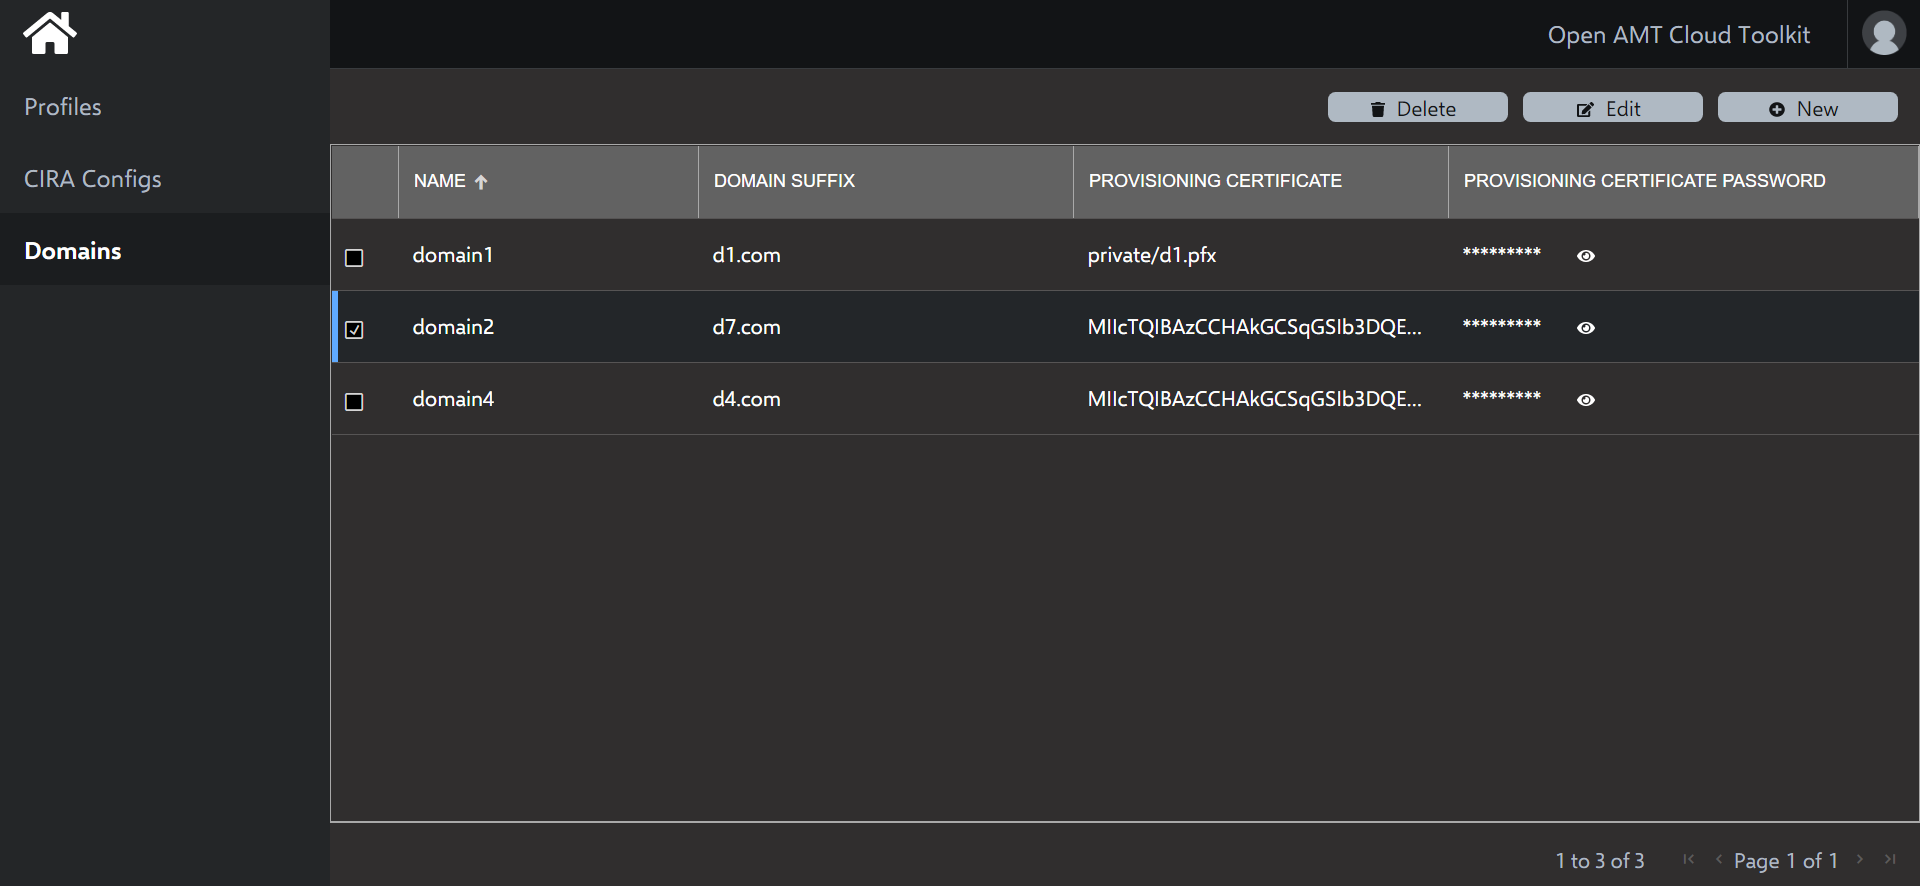 Open AMT Cloud Toolkit
Profiles
CIRA Configs
Domains
Delete
Edit
New
NAME
DOMAIN SUFFIX
PROVISIONING CERTIFICATE
PROVISIONING CERTIFICATE PASSWORD
domain1
d1.com
private/d1.pfx
*********
domain2
d7.com
MIIcTQIBAzCCHAkGCSqGSIb3DQE...
*********
domain4
d4.com
MIIcTQIBAzCCHAkGCSqGSIb3DQE...
*********
1 to 3 of 3
Page 1 of 1